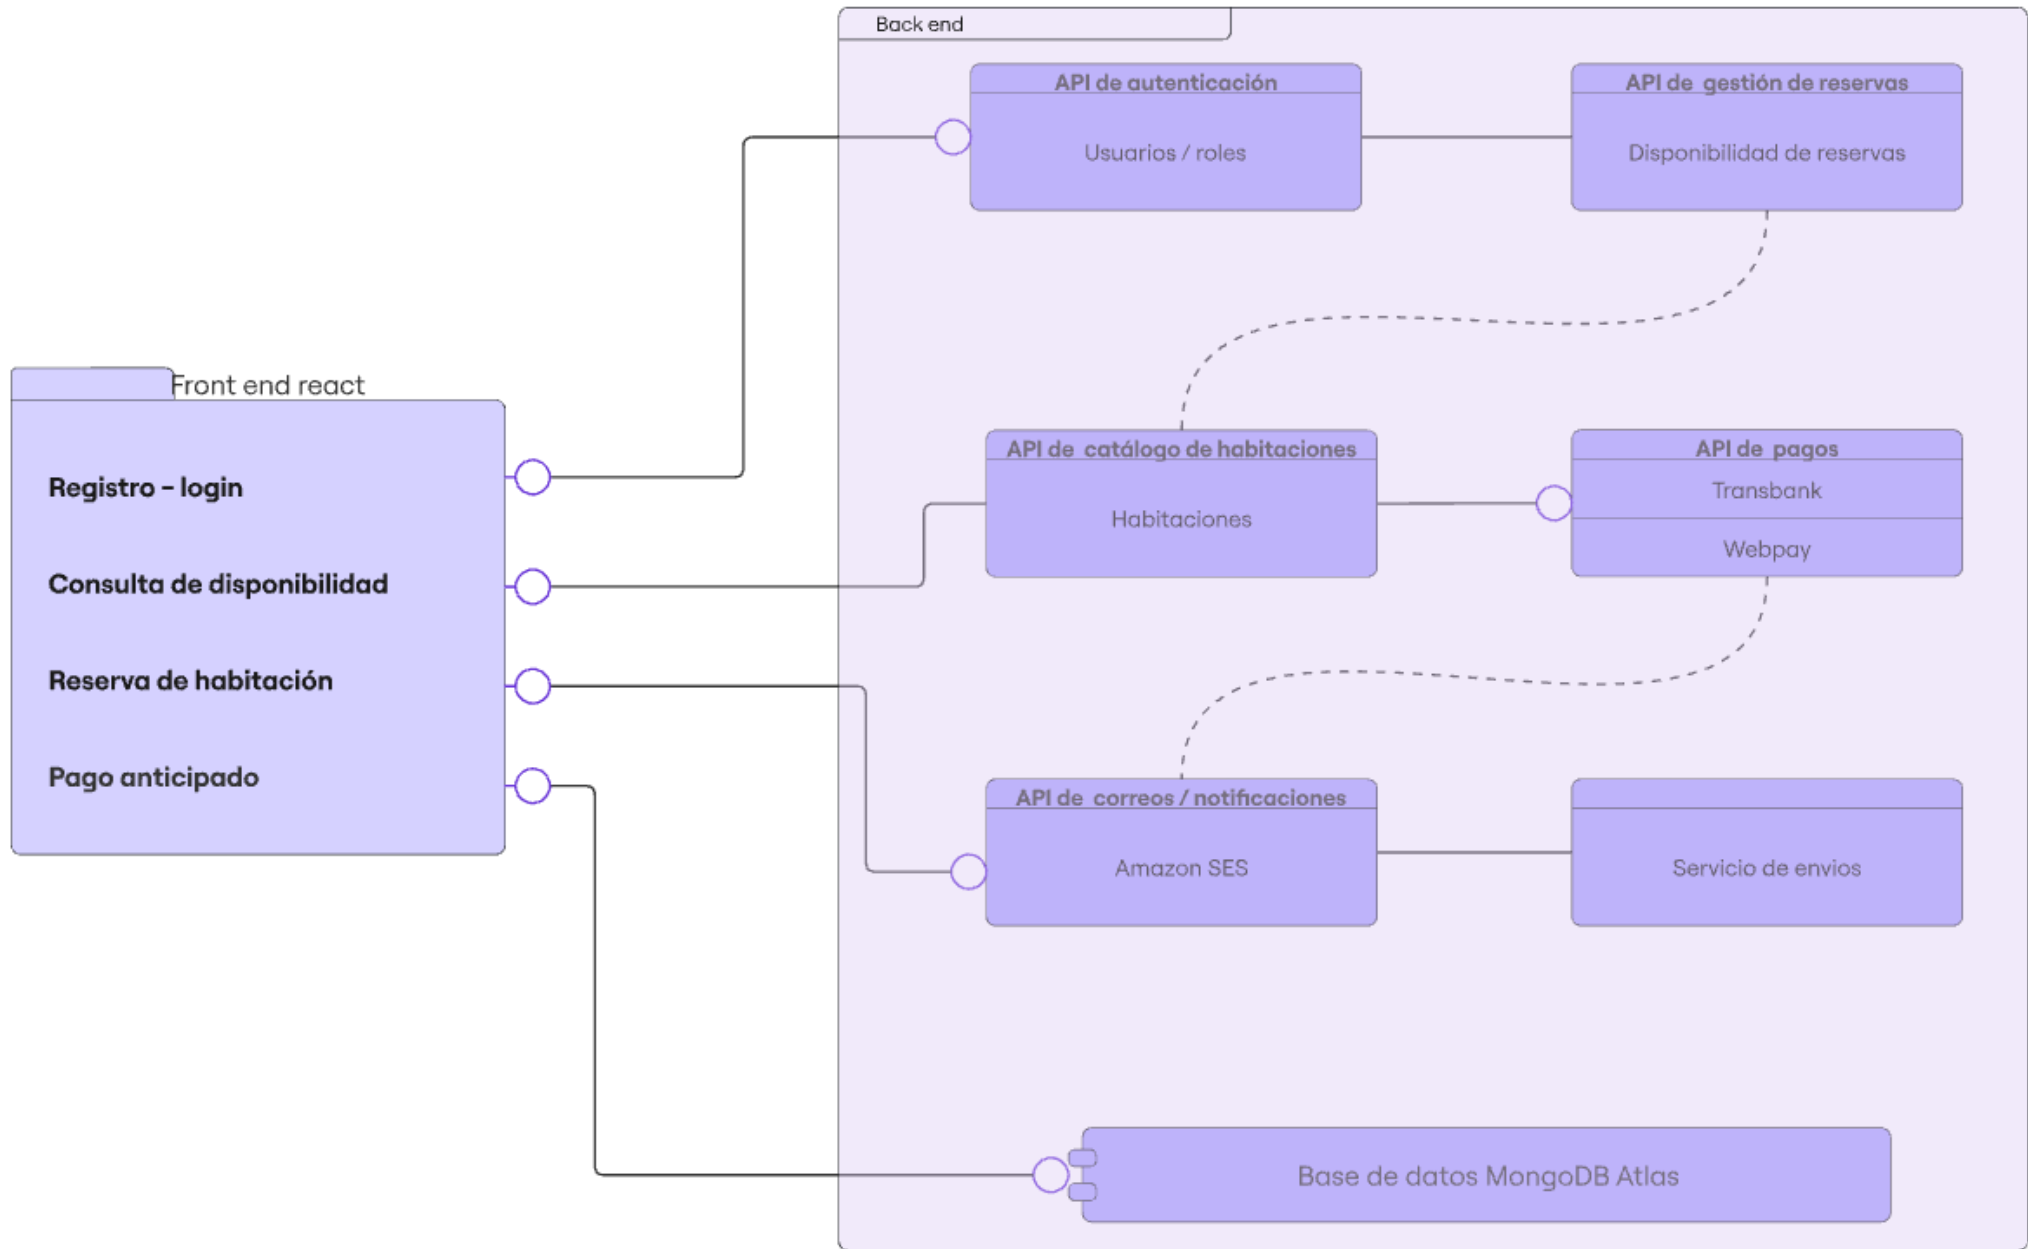 Back end
API de autenticación
Usuarios / roles
API de gestión de reservas
Disponibilidad de reservas
Front end react
Registro - login
Consulta de disponibilidad
Reserva de habitación
Pago anticipado
API de catálogo de habitaciones
Habitaciones
API de pagos
Transbank
Webpay
API de correos / notificaciones
Amazon SES
Servicio de envios
Base de datos MongoDB Atlas